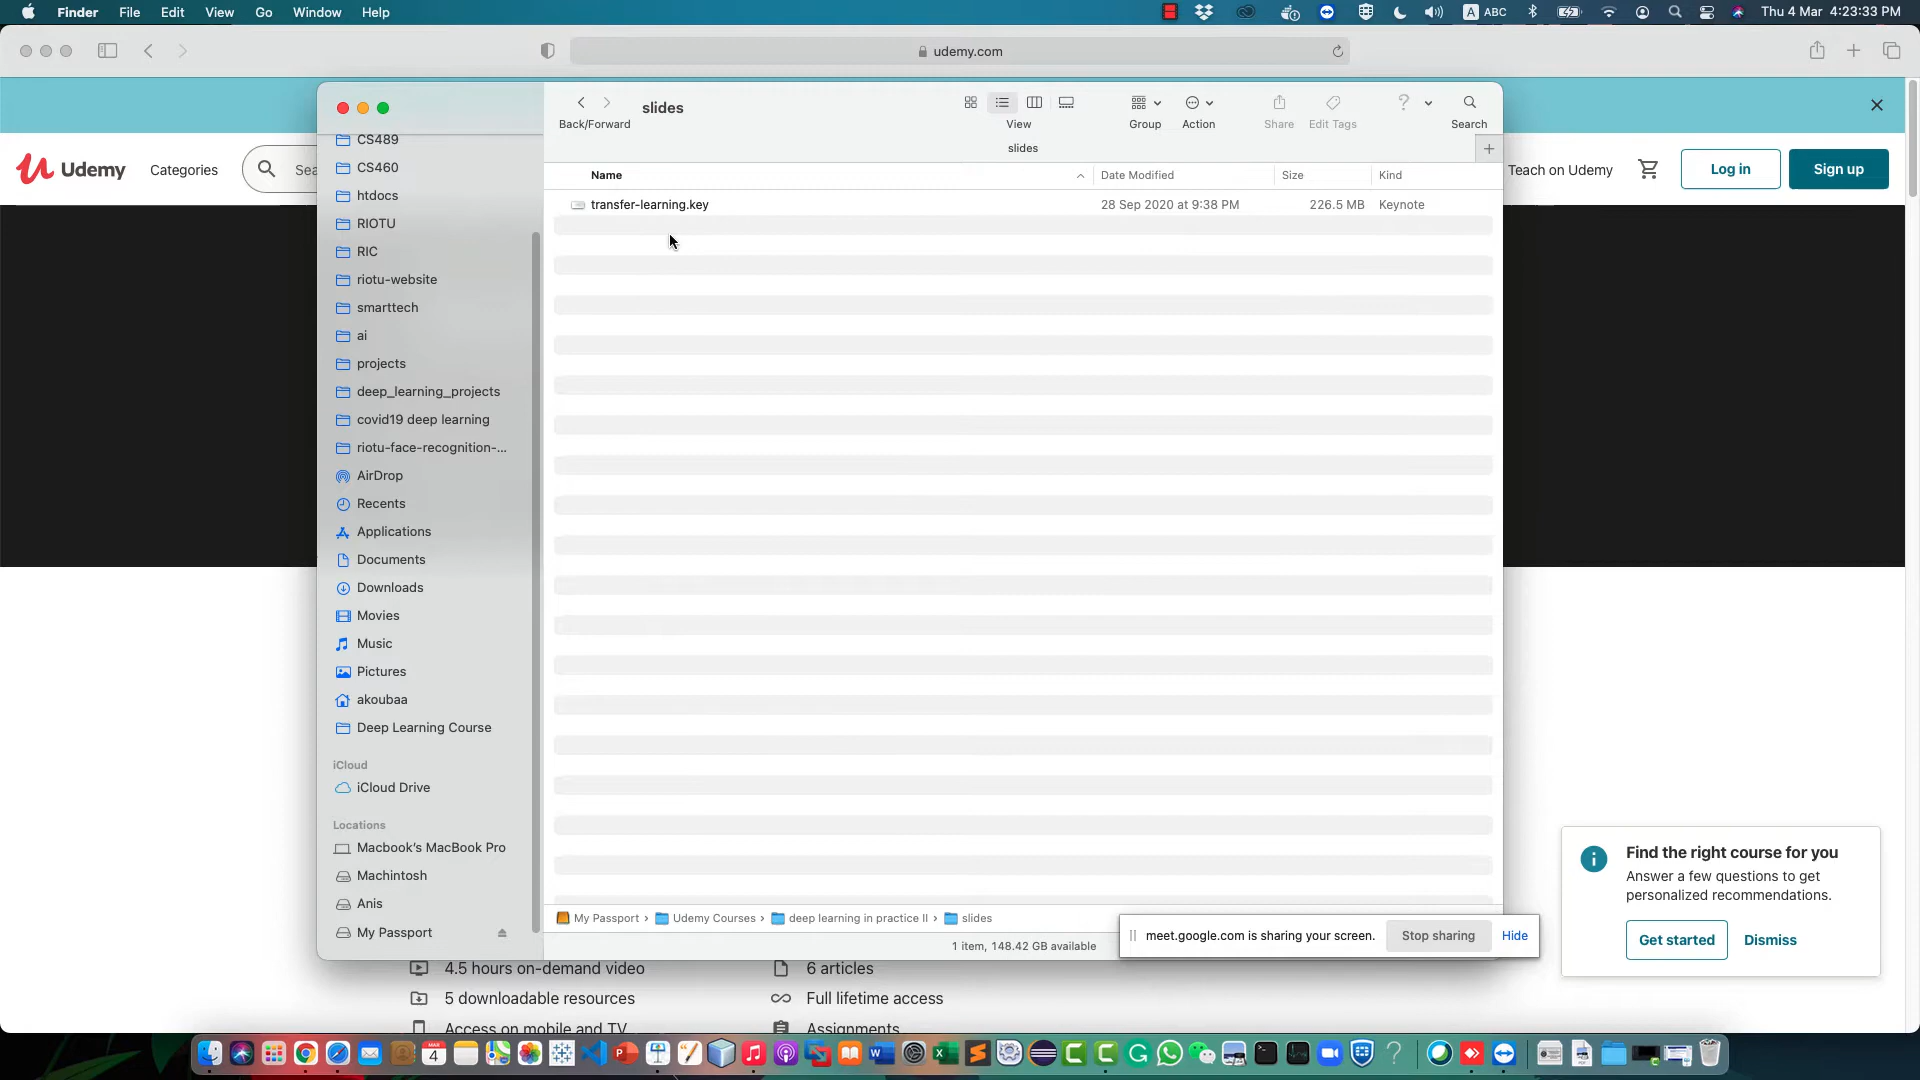 Finder File Edit View Go Window Help
ABC Thu 4 Mar 4:23:33 PM
udemy.com
slides
Back/Forward View Group Action Share Edit Tags Search
slides
Udemy Categories Sea
Teach on Udemy Log in Sign up
Name Date Modified Size Kind
transfer-learning.key 28 Sep 2020 at 9:38 PM 226.5 MB Keynote
CS489
CS460
htdocs
RIOTU
RIC
riotu-website
smarttech
ai
projects
deep_learning_projects
covid19 deep learning
riotu-face-recognition-...
AirDrop
Recents
Applications
Documents
Downloads
Movies
Music
Pictures
akoubaa
Deep Learning Course
iCloud
iCloud Drive
Locations
Macbook's MacBook Pro
Machintosh
Anis
My Passport
My Passport › Udemy Courses › deep learning in practice II › slides
1 item, 148.42 GB available
meet.google.com is sharing your screen. Stop sharing Hide
Find the right course for you
Answer a few questions to get
personalized recommendations.
Get started Dismiss
4.5 hours on-demand video 6 articles
5 downloadable resources Full lifetime access
Access on mobile and TV Assignments
MAR
4